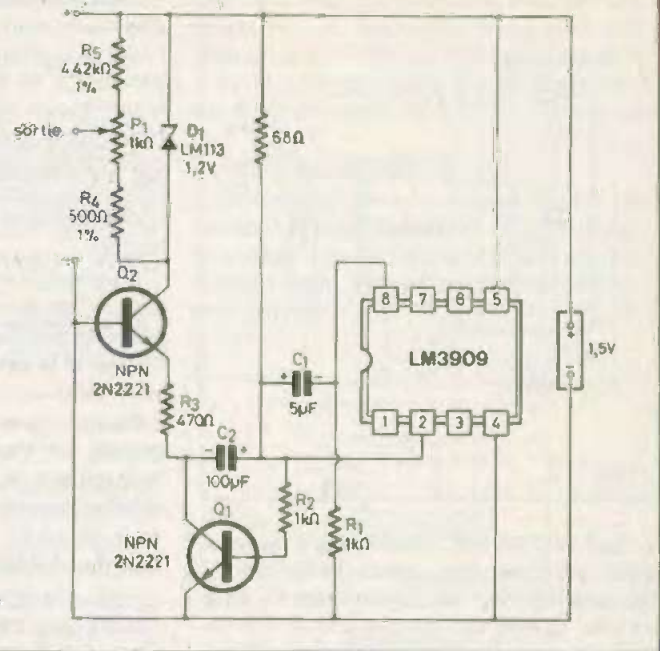 R5
4.42kΩ
1%
sortie
P1
1kΩ
D1
LM113
1,2V
68Ω
R4
500Ω
1%
Q2
NPN
2N2221
R3
470Ω
C2
- +
100µF
C1
+ -
5µF
8 7 6 5
LM3909
1 2 3 4
+
-
1,5V
Q1
NPN
2N2221
R2
1kΩ
R1
1kΩ